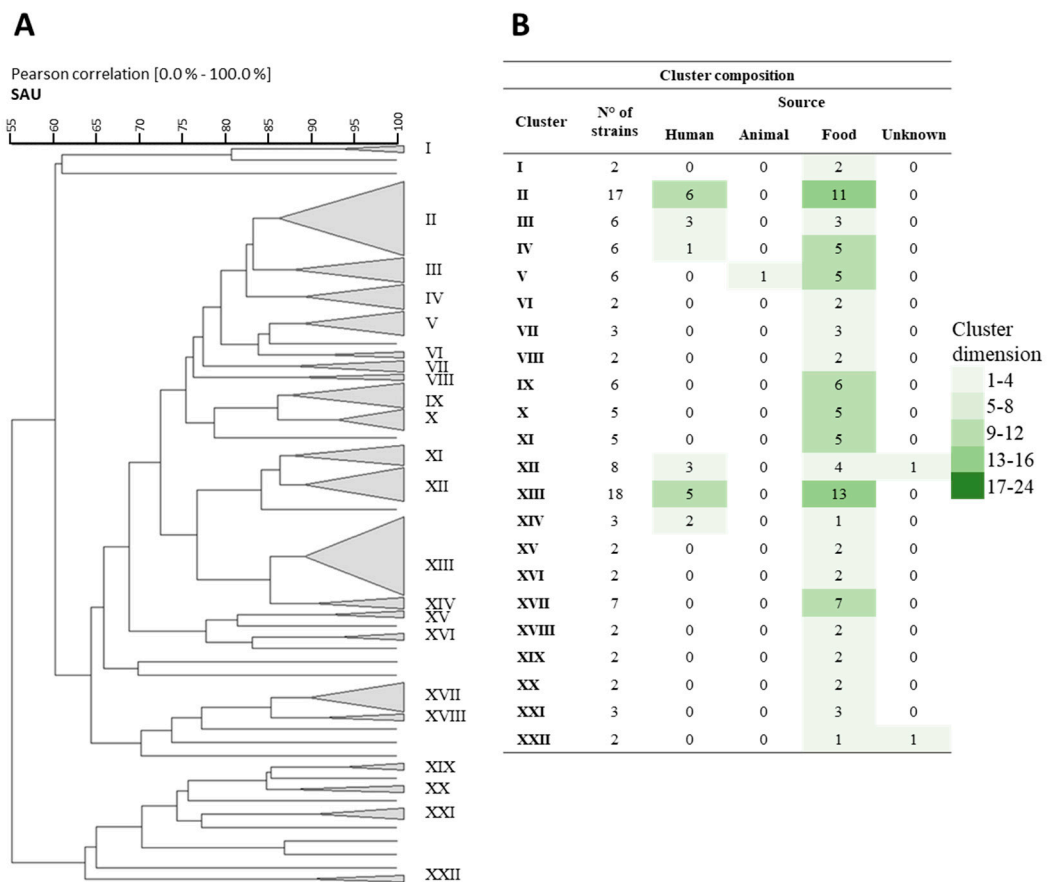 A
Pearson correlation [0.0 % - 100.0 %]
SAU
55 60 65 70 75 80 85 90 95 100
I
II
III
IV
V
VI
VII
VIII
IX
X
XI
XII
XIII
XIV
XV
XVI
XVII
XVIII
XIX
XX
XXI
XXII
B
Cluster composition
Cluster N° of strains Source
Human Animal Food Unknown
I 2 0 0 2 0
II 17 6 0 11 0
III 6 3 0 3 0
IV 6 1 0 5 0
V 6 0 1 5 0
VI 2 0 0 2 0
VII 3 0 0 3 0
VIII 2 0 0 2 0
IX 6 0 0 6 0
X 5 0 0 5 0
XI 5 0 0 5 0
XII 8 3 0 4 1
XIII 18 5 0 13 0
XIV 3 2 0 1 0
XV 2 0 0 2 0
XVI 2 0 0 2 0
XVII 7 0 0 7 0
XVIII 2 0 0 2 0
XIX 2 0 0 2 0
XX 2 0 0 2 0
XXI 3 0 0 3 0
XXII 2 0 0 1 1
Cluster
dimension
1-4
5-8
9-12
13-16
17-24